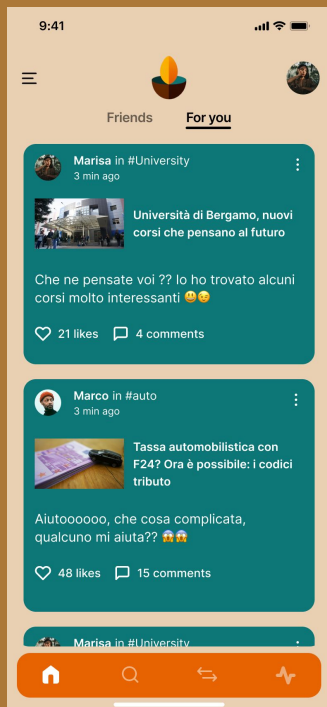 9:41
Friends For you
Marisa in #University
3 min ago
Università di Bergamo, nuovi
corsi che pensano al futuro
Che ne pensate voi ?? Io ho trovato alcuni
corsi molto interessanti 😃😉
21 likes 4 comments
Marco in #auto
3 min ago
Tassa automobilistica con
F24? Ora è possibile: i codici
tributo
Aiutoooooo, che cosa complicata,
qualcuno mi aiuta?? 😱😱
48 likes 15 comments
Marisa in #University